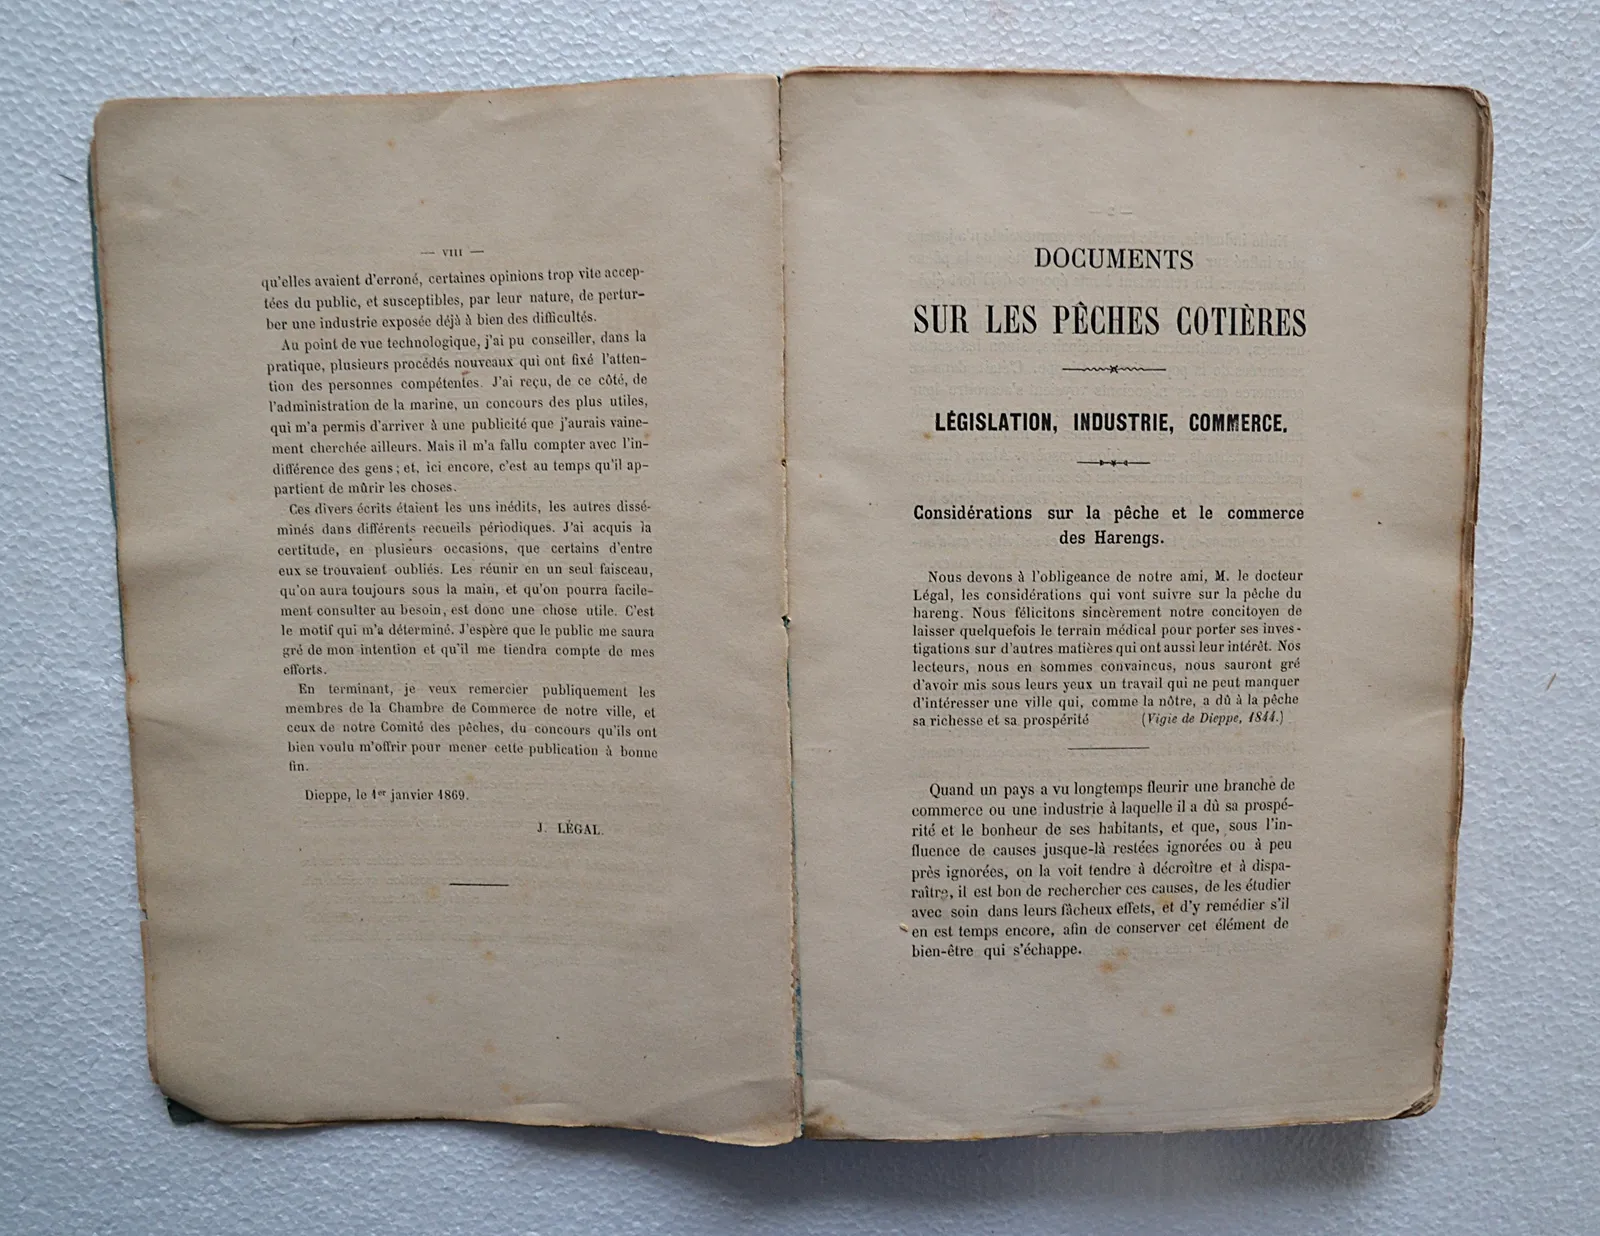 — VIII —
qu'elles avaient d'erroné, certaines opinions trop vite accep-
tées du public, et susceptibles, par leur nature, de pertur-
ber une industrie exposée déjà à bien des difficultés.
Au point de vue technologique, j'ai pu conseiller, dans la
pratique, plusieurs procédés nouveaux qui ont fixé l'atten-
tion des personnes compétentes. J'ai reçu, de ce côté, de
l'administration de la marine, un concours des plus utiles,
qui m'a permis d'arriver à une publicité que j'aurais vaine-
ment cherchée ailleurs. Mais il m'a fallu compter avec l'in-
différence des gens ; et, ici encore, c'est au temps qu'il ap-
partient de mûrir les choses.
Ces divers écrits étaient les uns inédits, les autres dissé-
minés dans différents recueils périodiques. J'ai acquis la
certitude, en plusieurs occasions, que certains d'entre
eux se trouvaient oubliés. Les réunir en un seul faisceau,
qu'on aura toujours sous la main, et qu'on pourra facile-
ment consulter au besoin, est donc une chose utile. C'est
le motif qui m'a déterminé. J'espère que le public me saura
gré de mon intention et qu'il me tiendra compte de mes
efforts.
En terminant, je veux remercier publiquement les
membres de la Chambre de Commerce de notre ville, et
ceux de notre Comité des pêches, du concours qu'ils ont
bien voulu m'offrir pour mener cette publication à bonne
fin.
Dieppe, le 1er janvier 1869.
J. LÉGAL.
DOCUMENTS
SUR LES PÊCHES COTIÈRES
LÉGISLATION, INDUSTRIE, COMMERCE.
Considérations sur la pêche et le commerce
des Harengs.
Nous devons à l'obligeance de notre ami, M. le docteur
Légal, les considérations qui vont suivre sur la pêche du
hareng. Nous félicitons sincèrement notre concitoyen de
laisser quelquefois le terrain médical pour porter ses inves-
tigations sur d'autres matières qui ont aussi leur intérêt. Nos
lecteurs, nous en sommes convaincus, nous sauront gré
d'avoir mis sous leurs yeux un travail qui ne peut manquer
d'intéresser une ville qui, comme la nôtre, a dû à la pêche
sa richesse et sa prospérité (Vigie de Dieppe, 1844.)
Quand un pays a vu longtemps fleurir une branche de
commerce ou une industrie à laquelle il a dû sa prospé-
rité et le bonheur de ses habitants, et que, sous l'in-
fluence de causes jusque-là restées ignorées ou à peu
près ignorées, on la voit tendre à décroître et à dispa-
raître, il est bon de rechercher ces causes, de les étudier
avec soin dans leurs fâcheux effets, et d'y remédier s'il
en est temps encore, afin de conserver cet élément de
bien-être qui s'échappe.